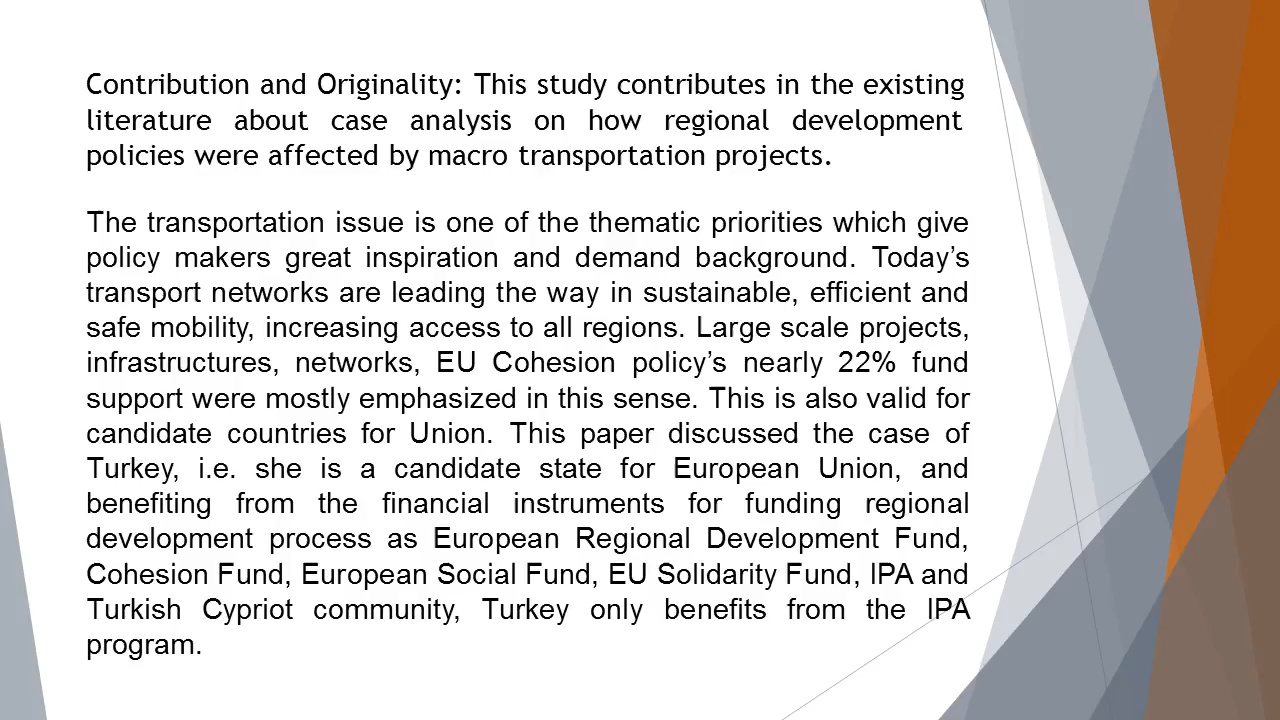 Contribution and Originality: This study contributes in the existing
literature about case analysis on how regional development
policies were affected by macro transportation projects.
The transportation issue is one of the thematic priorities which give
policy makers great inspiration and demand background. Today’s
transport networks are leading the way in sustainable, efficient and
safe mobility, increasing access to all regions. Large scale projects,
infrastructures, networks, EU Cohesion policy’s nearly 22% fund
support were mostly emphasized in this sense. This is also valid for
candidate countries for Union. This paper discussed the case of
Turkey, i.e. she is a candidate state for European Union, and
benefiting from the financial instruments for funding regional
development process as European Regional Development Fund,
Cohesion Fund, European Social Fund, EU Solidarity Fund, IPA and
Turkish Cypriot community, Turkey only benefits from the IPA
program.